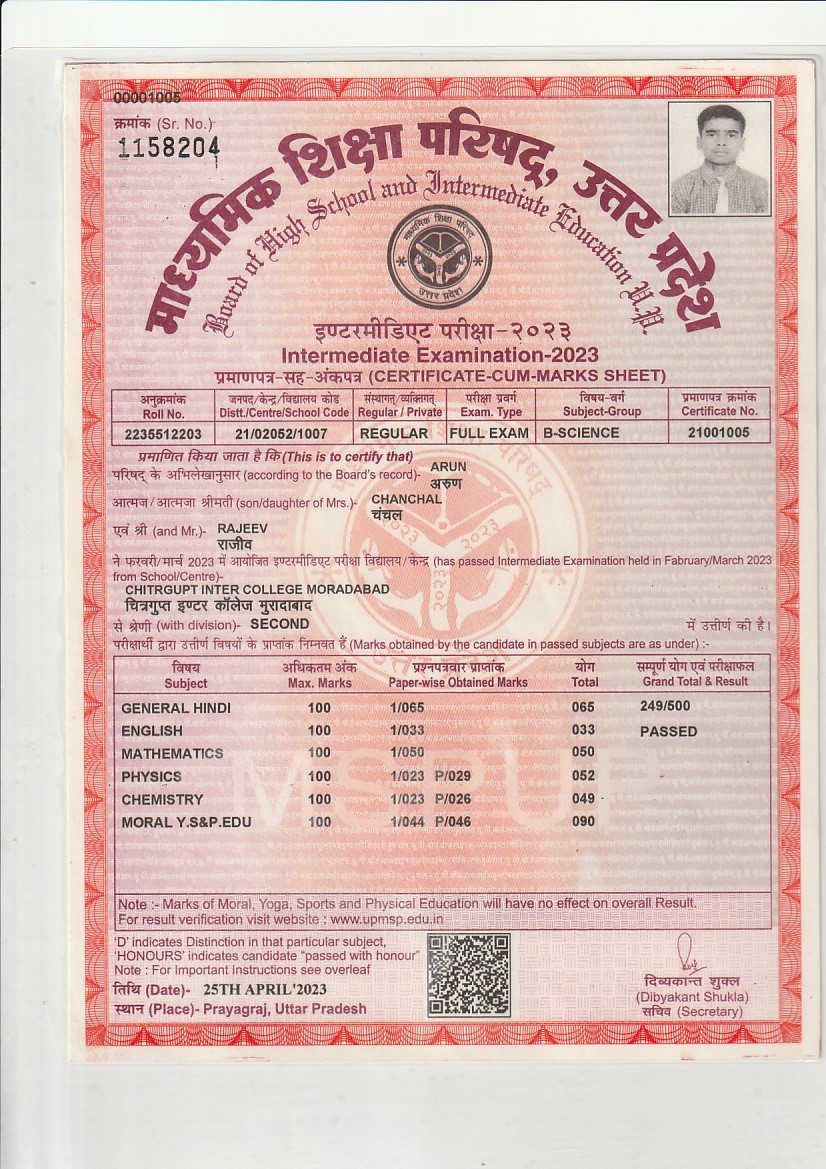 00001005
क्रमांक (Sr. No.)
1158204
माध्यमिक शिक्षा परिषद्, उत्तर प्रदेश
Board of High School and Intermediate Education U.P.
माध्यमिक शिक्षा परिषद
उत्तर प्रदेश
इण्टरमीडिएट परीक्षा-२०२३
Intermediate Examination-2023
प्रमाणपत्र-सह-अंकपत्र (CERTIFICATE-CUM-MARKS SHEET)
अनुक्रमांक जनपद/केन्द्र/विद्यालय कोड संस्थागत/व्यक्तिगत परीक्षा प्रवर्ग विषय-वर्ग प्रमाणपत्र क्रमांक
Roll No. Distt./Centre/School Code Regular / Private Exam. Type Subject-Group Certificate No.
2235512203 21/02052/1007 REGULAR FULL EXAM B-SCIENCE 21001005
प्रमाणित किया जाता है कि (This is to certify that)
परिषद् के अभिलेखानुसार (according to the Board's record)- ARUN
अरुण
आत्मज/आत्मजा श्रीमती (son/daughter of Mrs.)- CHANCHAL
चंचल
एवं श्री (and Mr.)- RAJEEV
राजीव
ने फरवरी/मार्च 2023 में आयोजित इण्टरमीडिएट परीक्षा विद्यालय/केन्द्र (has passed Intermediate Examination held in Fabruary/March 2023
from School/Centre)-
CHITRGUPT INTER COLLEGE MORADABAD
चित्रगुप्त इण्टर कॉलेज मुरादाबाद
से श्रेणी (with division)- SECOND में उत्तीर्ण की है।
परीक्षार्थी द्वारा उत्तीर्ण विषयों के प्राप्तांक निम्नवत हैं (Marks obtained by the candidate in passed subjects are as under) :-
विषय अधिकतम अंक प्रश्नपत्रवार प्राप्तांक योग सम्पूर्ण योग एवं परीक्षाफल
Subject Max. Marks Paper-wise Obtained Marks Total Grand Total & Result
GENERAL HINDI 100 1/065 065 249/500
ENGLISH 100 1/033 033 PASSED
MATHEMATICS 100 1/050 050
PHYSICS 100 1/023 P/029 052
CHEMISTRY 100 1/023 P/026 049
MORAL Y.S&P.EDU 100 1/044 P/046 090
MSPUP
Note :- Marks of Moral, Yoga, Sports and Physical Education will have no effect on overall Result.
For result verification visit website : www.upmsp.edu.in
'D' indicates Distinction in that particular subject,
'HONOURS' indicates candidate "passed with honour"
Note : For Important Instructions see overleaf
तिथि (Date)- 25TH APRIL'2023
स्थान (Place)- Prayagraj, Uttar Pradesh
दिव्यकान्त शुक्ल
(Dibyakant Shukla)
सचिव (Secretary)